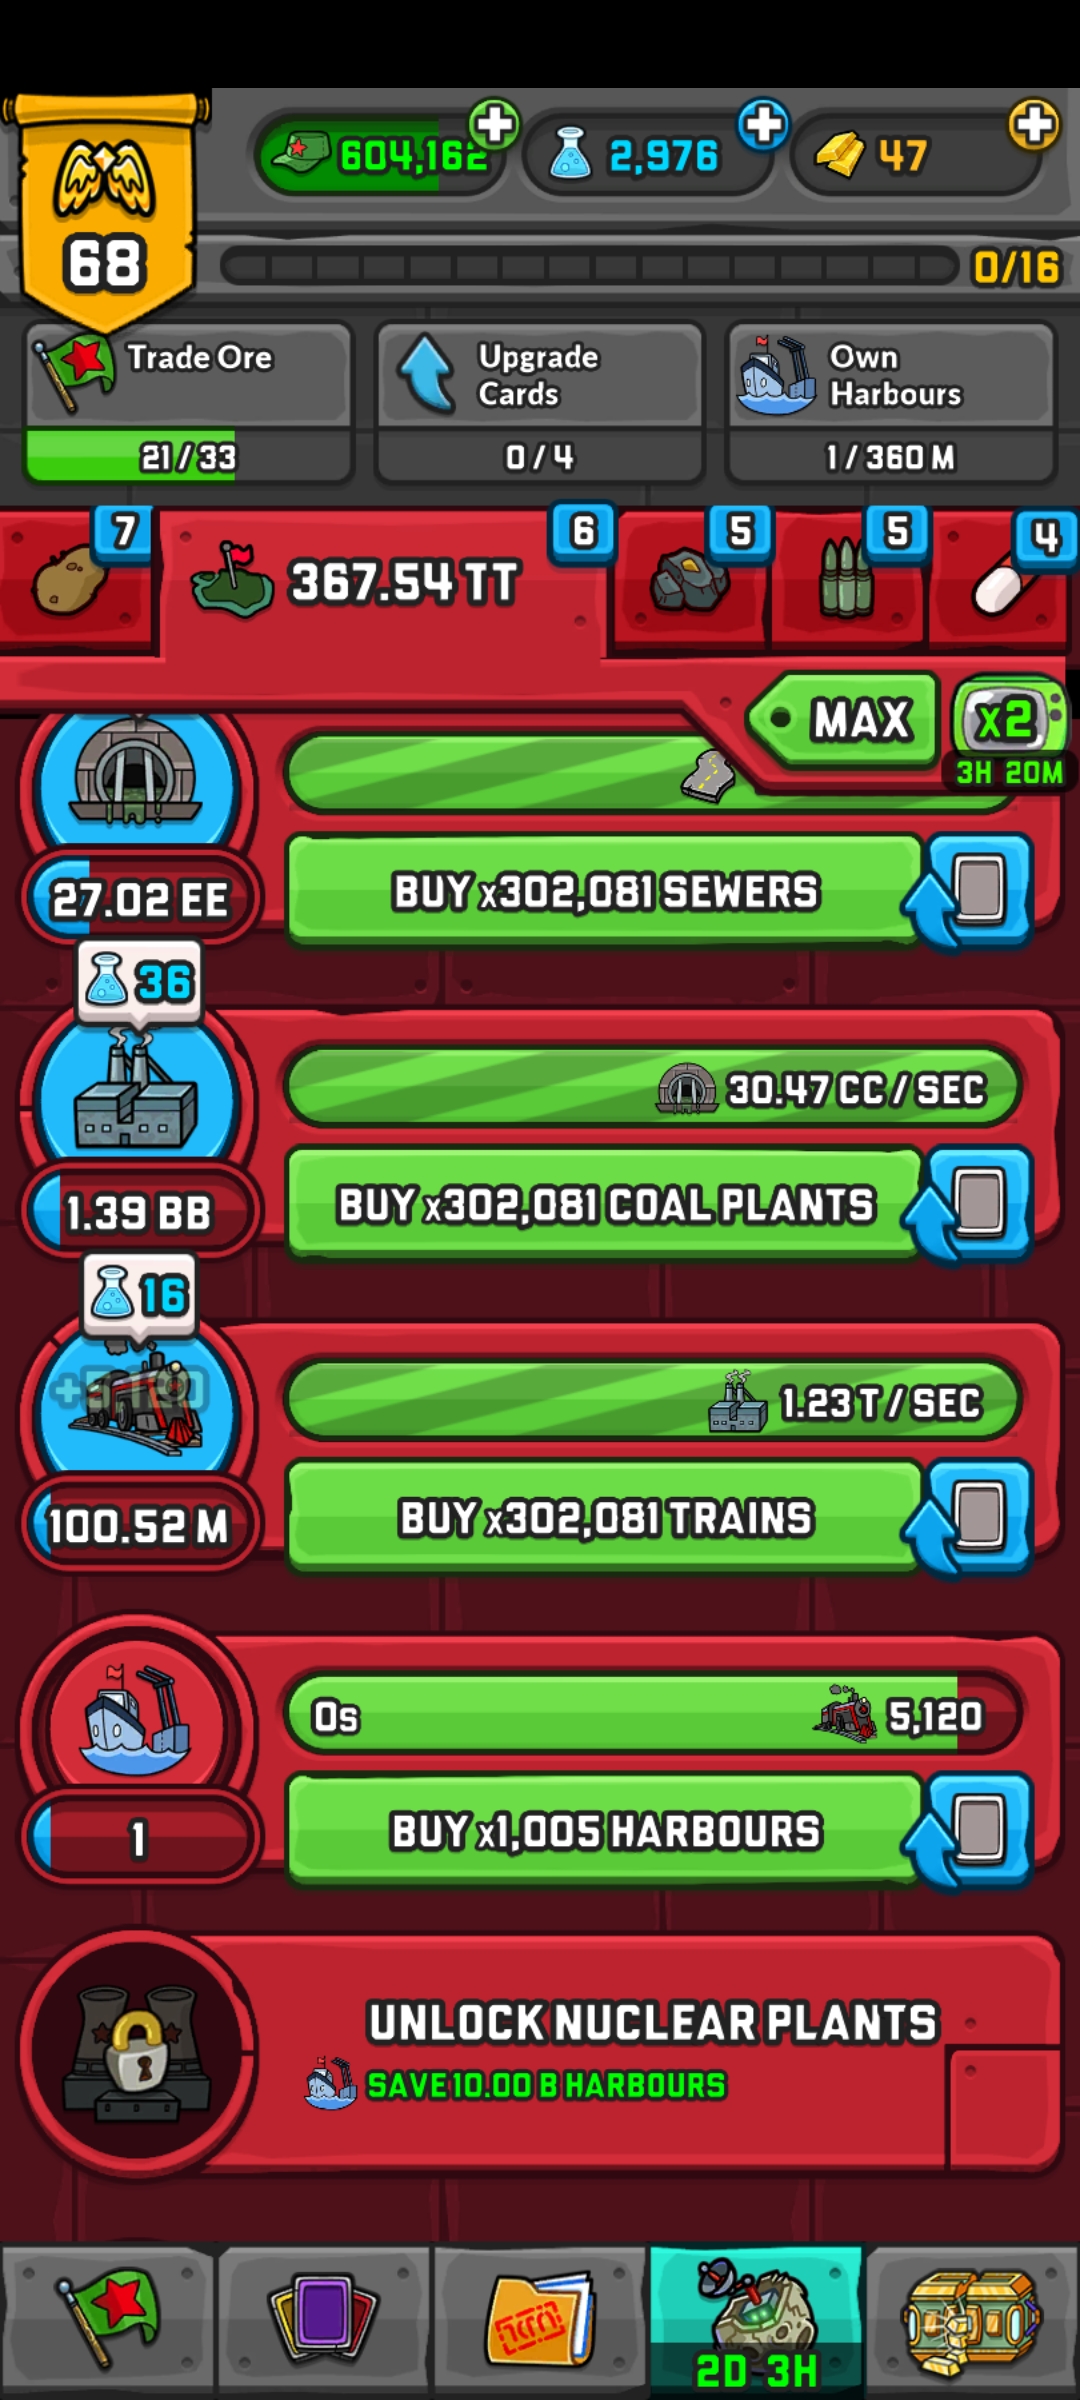 604,162
2,976
47
68
0/16
Trade Ore
21/33
Upgrade
Cards
0/4
Own
Harbours
1/360 M
7
367.54 TT
6
5
5
4
MAX
x2
3H 20M
27.02 EE
BUY x302,081 SEWERS
36
30.47 CC / SEC
1.39 BB
BUY x302,081 COAL PLANTS
16
1.23 T / SEC
100.52 M
BUY x302,081 TRAINS
0s
5,120
1
BUY x1,005 HARBOURS
UNLOCK NUCLEAR PLANTS
SAVE 10.00 B HARBOURS
2D 3H